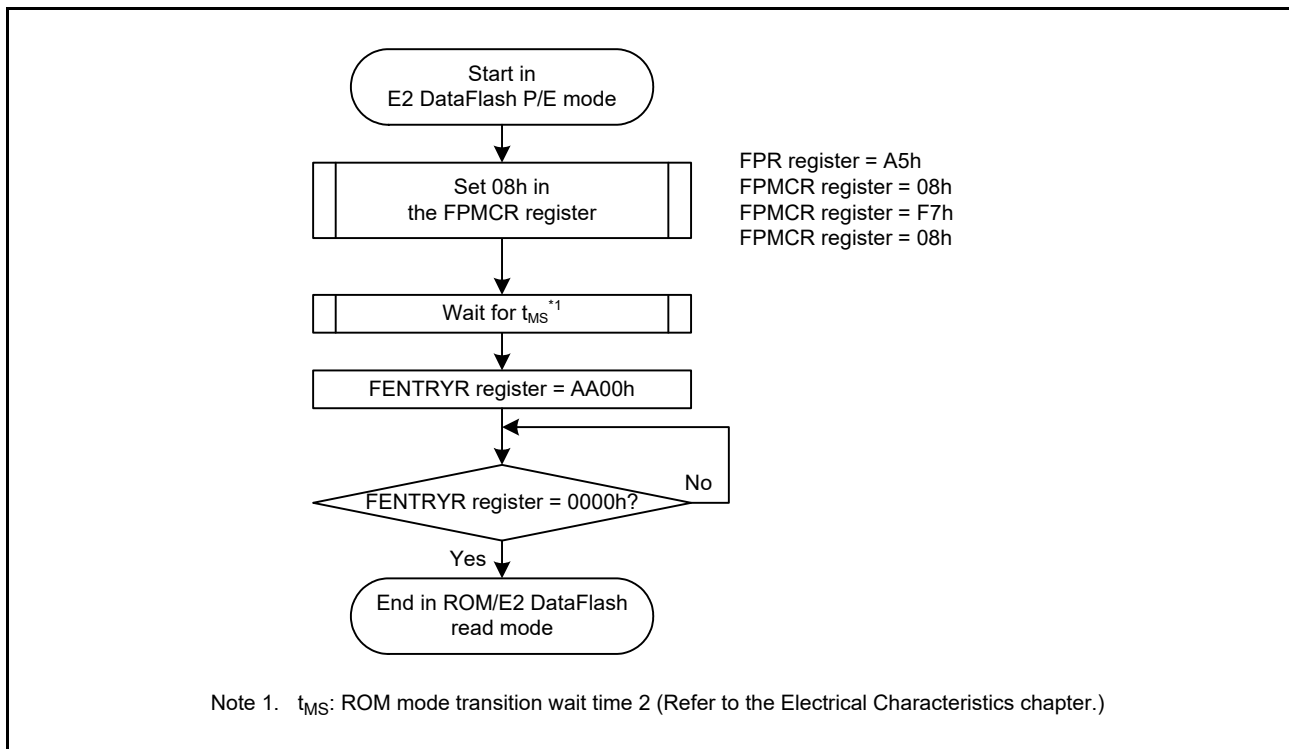 Start in
E2 DataFlash P/E mode
Set 08h in
the FPMCR register
FPR register = A5h
FPMCR register = 08h
FPMCR register = F7h
FPMCR register = 08h
Wait for tMS*1
FENTRYR register = AA00h
FENTRYR register = 0000h?
No
Yes
End in ROM/E2 DataFlash
read mode
Note 1. tMS: ROM mode transition wait time 2 (Refer to the Electrical Characteristics chapter.)